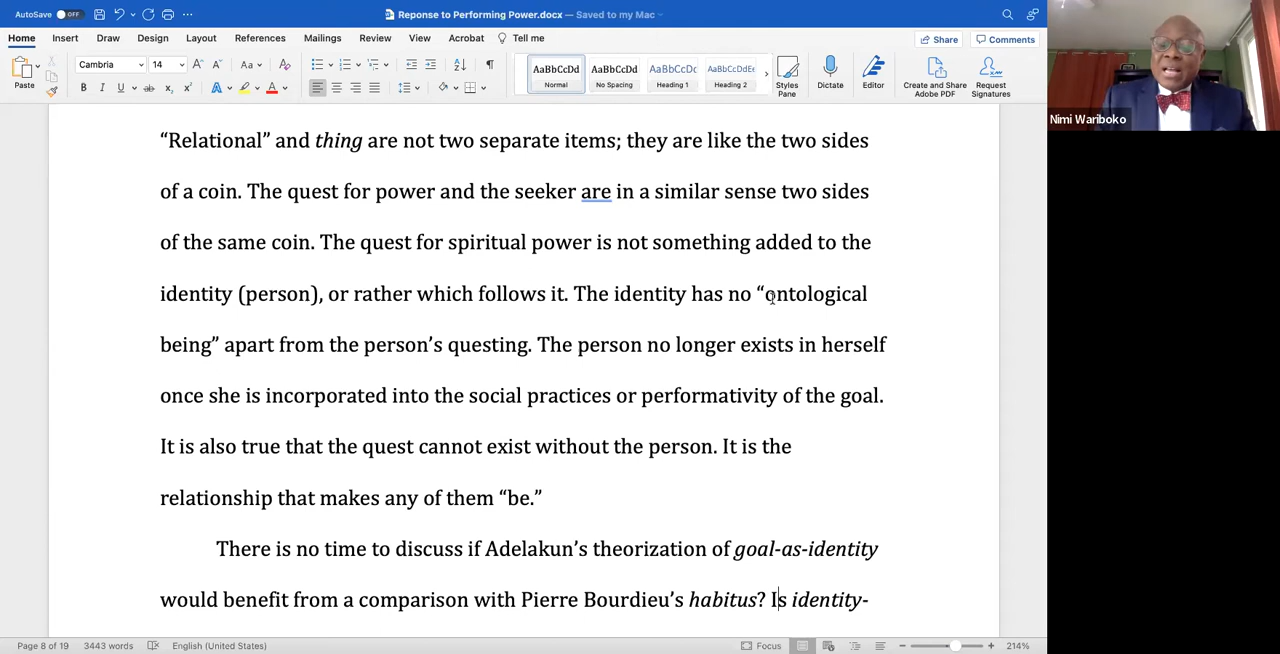 AutoSave OFF
Reponse to Performing Power.docx — Saved to my Mac
Home Insert Draw Design Layout References Mailings Review View Acrobat Tell me
Share Comments
Paste
Cambria 14
AaBbCcDd AaBbCcDd AaBbCcDc AaBbCcDdEe
Normal No Spacing Heading 1 Heading 2
Styles Pane
Dictate
Editor
Create and Share Adobe PDF
Request Signatures
Nimi Wariboko
“Relational” and thing are not two separate items; they are like the two sides
of a coin. The quest for power and the seeker are in a similar sense two sides
of the same coin. The quest for spiritual power is not something added to the
identity (person), or rather which follows it. The identity has no “ontological
being” apart from the person’s questing. The person no longer exists in herself
once she is incorporated into the social practices or performativity of the goal.
It is also true that the quest cannot exist without the person. It is the
relationship that makes any of them “be.”
There is no time to discuss if Adelakun’s theorization of goal-as-identity
would benefit from a comparison with Pierre Bourdieu’s habitus? Is identity-
Page 8 of 19 3443 words English (United States) Focus 214%